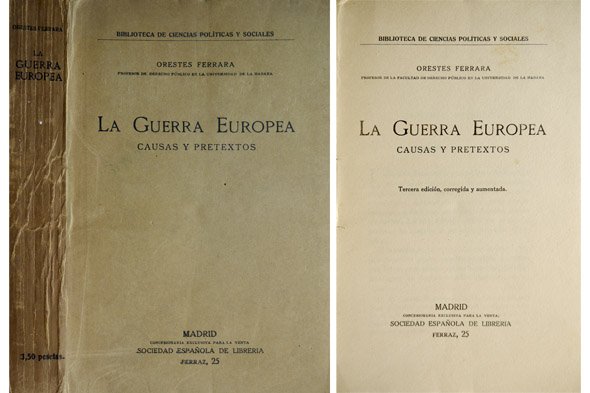 ORESTES FERRARA
LA
GUERRA
EUROPEA
3,50 pesetas.
BIBLIOTECA DE CIENCIAS POLÍTICAS Y SOCIALES
ORESTES FERRARA
PROFESOR DE DERECHO PÚBLICO EN LA UNIVERSIDAD DE LA HABANA
LA GUERRA EUROPEA
CAUSAS Y PRETEXTOS
MADRID
CONCESIONARIA EXCLUSIVA PARA LA VENTA
SOCIEDAD ESPAÑOLA DE LIBRERIA
FERRAZ, 25
BIBLIOTECA DE CIENCIAS POLÍTICAS Y SOCIALES
ORESTES FERRARA
PROFESOR DE LA FACULTAD DE DERECHO PÚBLICO EN LA UNIVERSIDAD DE LA HABANA
LA GUERRA EUROPEA
CAUSAS Y PRETEXTOS
Tercera edición, corregida y aumentada.
MADRID
CONCESIONARIA EXCLUSIVA PARA LA VENTA:
SOCIEDAD ESPAÑOLA DE LIBRERIA
FERRAZ, 25